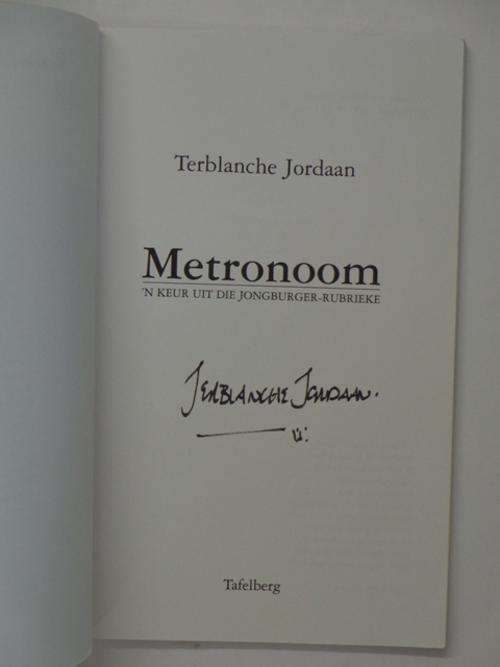 Terblanche Jordaan
Metronoom
'N KEUR UIT DIE JONGBURGER-RUBRIEKE
Terblanche Jordaan.
Tafelberg